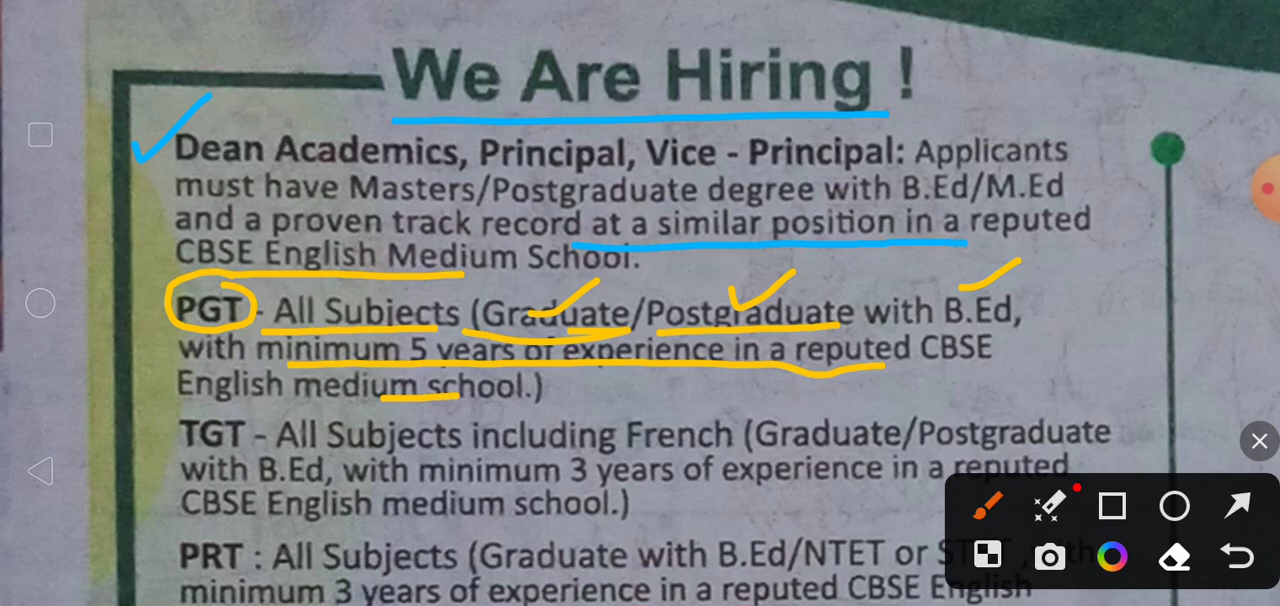 We Are Hiring !
Dean Academics, Principal, Vice - Principal: Applicants
must have Masters/Postgraduate degree with B.Ed/M.Ed
and a proven track record at a similar position in a reputed
CBSE English Medium School.
PGT - All Subjects (Graduate/Postgraduate with B.Ed,
with minimum 5 years of experience in a reputed CBSE
English medium school.)
TGT - All Subjects including French (Graduate/Postgraduate
with B.Ed, with minimum 3 years of experience in a reputed
CBSE English medium school.)
PRT : All Subjects (Graduate with B.Ed/NTET or
minimum 3 years of experience in a reputed CBSE English